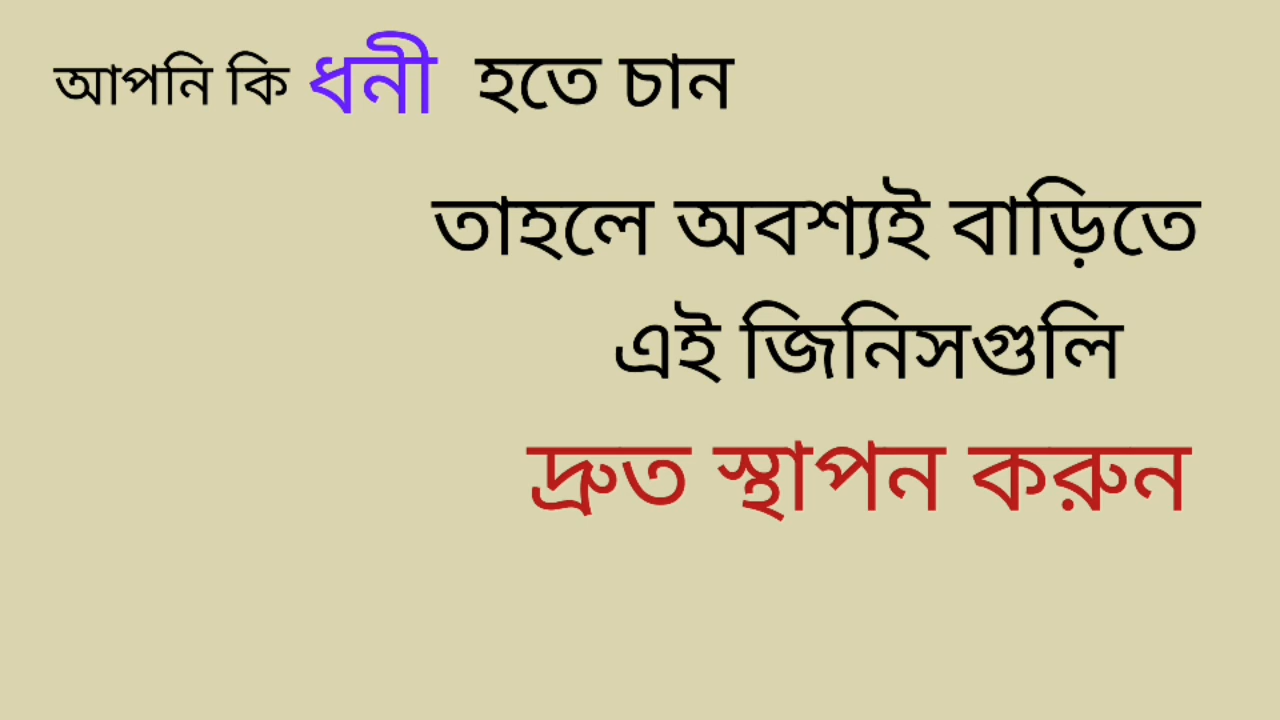 আপনি কি ধনী হতে চান
তাহলে অবশ্যই বাড়িতে
এই জিনিসগুলি
দ্রুত স্থাপন করুন